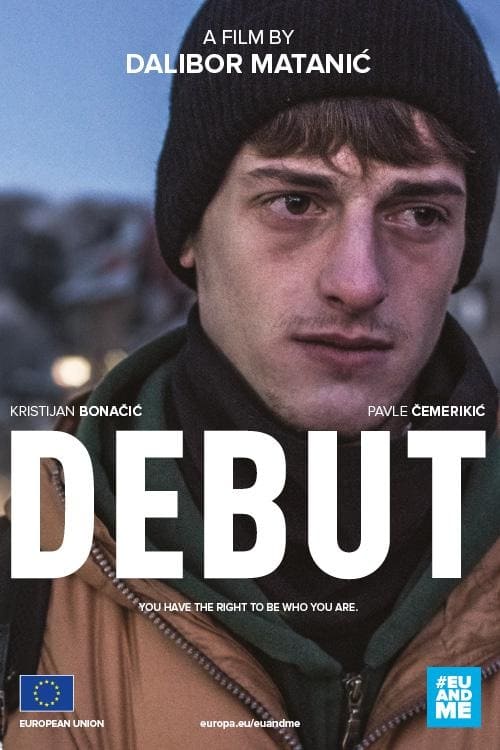 A FILM BY
DALIBOR MATANIĆ
KRISTIJAN BONAČIĆ
PAVLE ČEMERIKIĆ
DEBUT
YOU HAVE THE RIGHT TO BE WHO YOU ARE.
EUROPEAN UNION
europa.eu/euandme
#EU
AND
ME